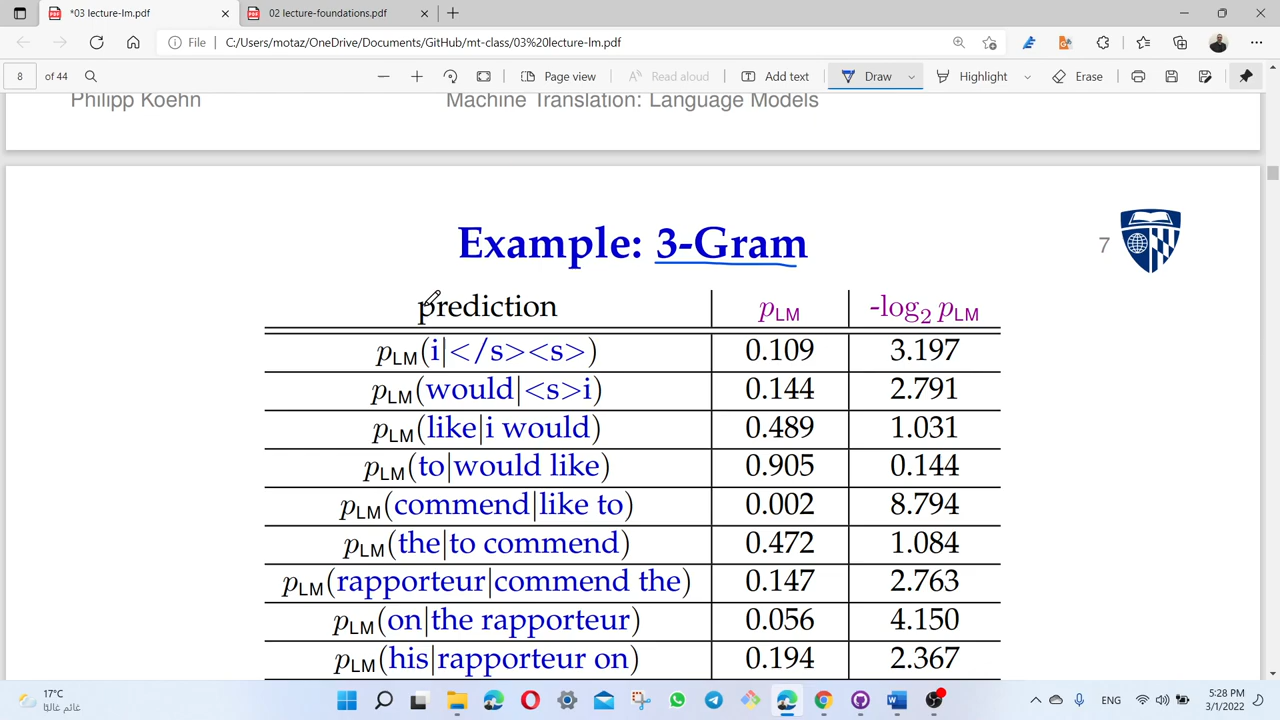 *03 lecture-lm.pdf
02 lecture-foundations.pdf
File
C:/Users/motaz/OneDrive/Documents/GitHub/mt-class/03%20lecture-lm.pdf
8 of 44
Page view
Read aloud
Add text
Draw
Highlight
Erase
Philipp Koehn
Machine Translation: Language Models
Example: 3-Gram
7
prediction pLM -log2 pLM
pLM(i|</s><s>) 0.109 3.197
pLM(would|<s>i) 0.144 2.791
pLM(like|i would) 0.489 1.031
pLM(to|would like) 0.905 0.144
pLM(commend|like to) 0.002 8.794
pLM(the|to commend) 0.472 1.084
pLM(rapporteur|commend the) 0.147 2.763
pLM(on|the rapporteur) 0.056 4.150
pLM(his|rapporteur on) 0.194 2.367
17°C
غائم غالبًا
ENG
5:28 PM
3/1/2022